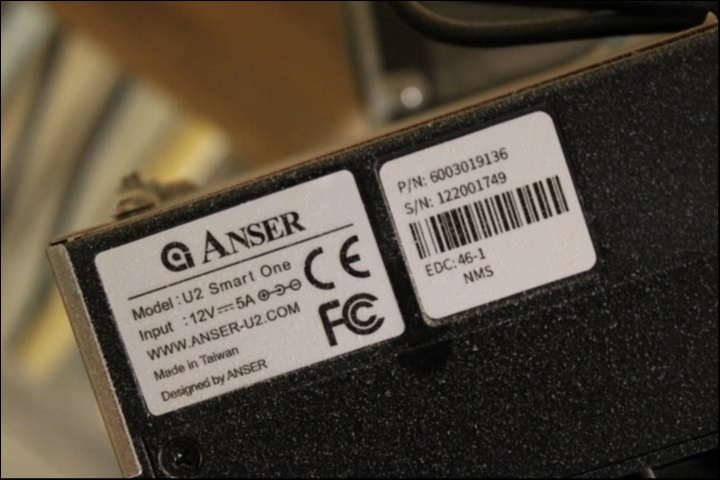 ANSER
Model : U2 Smart One
Input : 12V 5A
WWW.ANSER-U2.COM
Made in Taiwan
Designed by ANSER
CE
FC
P/N: 6003019136
S/N: 122001749
EDC: 46-1
NMS